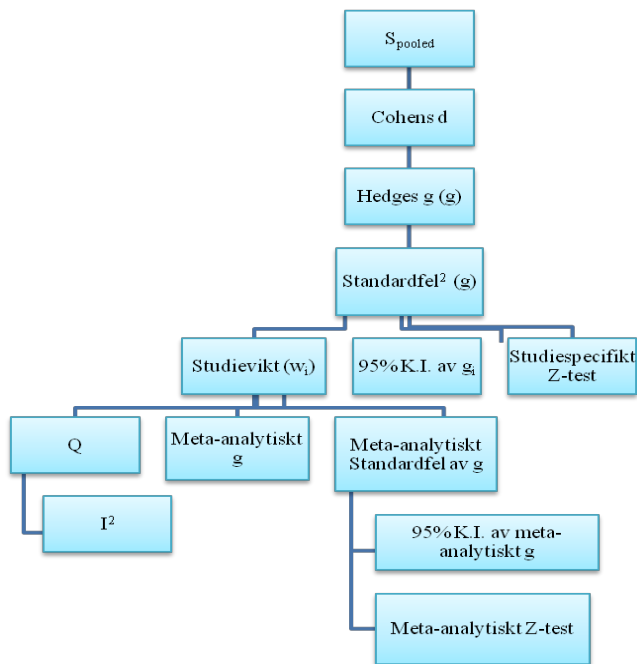 S_pooled
Cohens d
Hedges g (g)
Standardfel² (g)
Studievikt (wᵢ)
95% K.I. av gᵢ
Studiespecifikt
Z-test
Q
Meta-analytiskt
g
Meta-analytiskt
Standardfel av g
I²
95% K.I. av meta-
analytiskt g
Meta-analytiskt Z-test